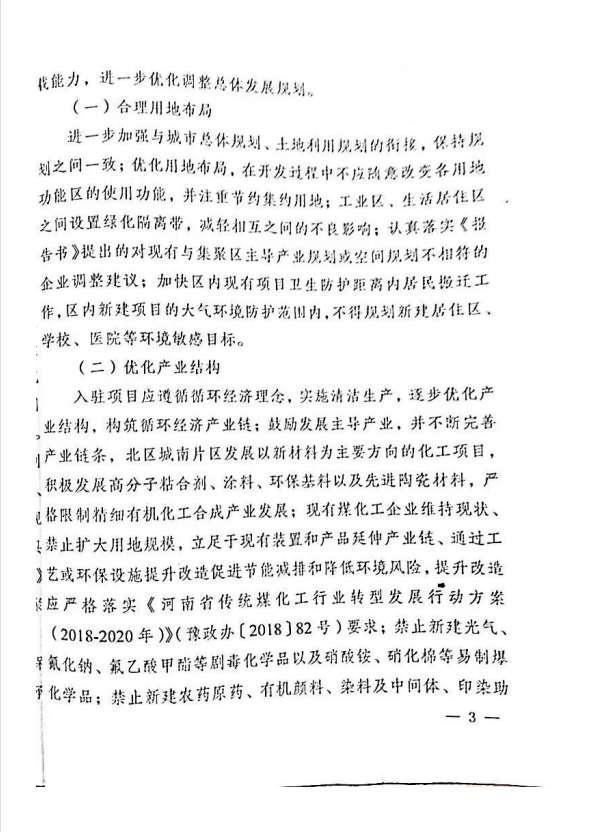 载能力，进一步优化调整总体发展规划。
（一）合理用地布局
进一步加强与城市总体规划、土地利用规划的衔接，保持规
划之间一致；优化用地布局，在开发过程中不应随意改变各用地
功能区的使用功能，并注重节约集约用地；工业区、生活居住区
之间设置绿化隔离带，减轻相互之间的不良影响；认真落实《报
告书》提出的对现有与集聚区主导产业规划或空间规划不相符的
企业调整建议；加快区内现有项目卫生防护距离内居民搬迁工
作，区内新建项目的大气环境防护范围内，不得规划新建居住区、
学校、医院等环境敏感目标。
（二）优化产业结构
入驻项目应遵循循环经济理念，实施清洁生产，逐步优化产
业结构，构筑循环经济产业链；鼓励发展主导产业，并不断完善
产业链条，北区城南片区发展以新材料为主要方向的化工项目，
积极发展高分子粘合剂、涂料、环保基料以及先进陶瓷材料，严
格限制精细有机化工合成产业发展；现有煤化工企业维持现状、
禁止扩大用地规模，立足于现有装置和产品延伸产业链、通过工
艺或环保设施提升改造促进节能减排和降低环境风险，提升改造
应严格落实《河南省传统煤化工行业转型发展行动方案
（2018-2020年）》（豫政办〔2018〕82号）要求；禁止新建光气、
氰化钠、氟乙酸甲酯等剧毒化学品以及硝酸铵、硝化棉等易制爆
化学品；禁止新建农药原药、有机颜料、染料及中间体、印染助
— 3 —